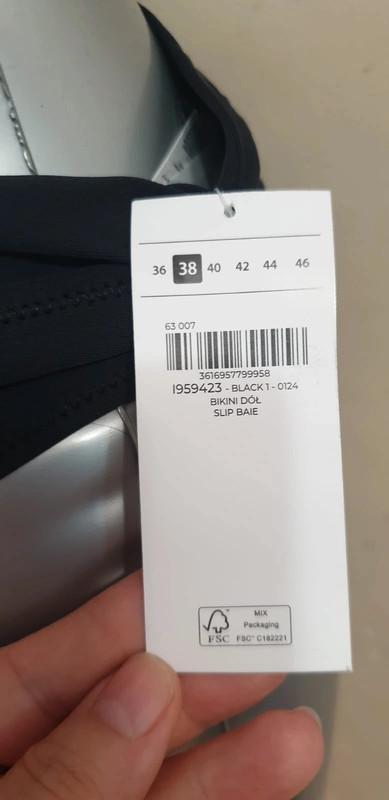 36 38 40 42 44 46
63 007
3616957799958
1959423 - BLACK 1 - 0124
BIKINI DÓŁ
SLIP BAIE
MIX
Packaging
FSC FSC® C182221